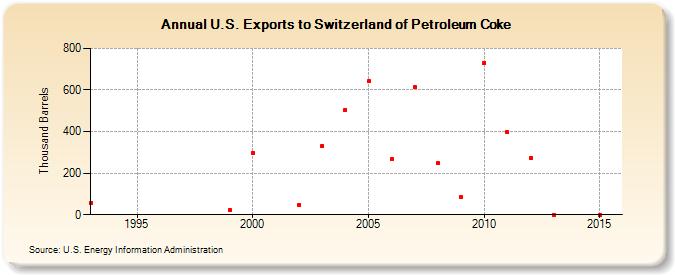 Annual U.S. Exports to Switzerland of Petroleum Coke
Thousand Barrels
800
600
400
200
0
1995 2000 2005 2010 2015
Source: U.S. Energy Information Administration